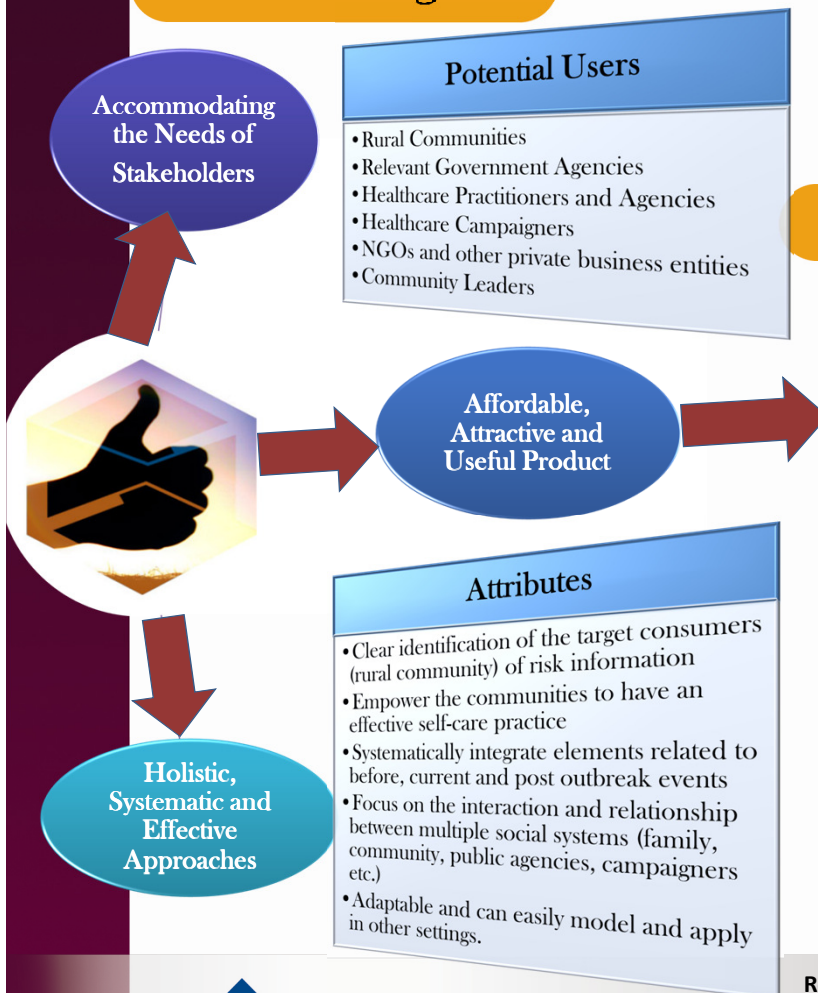 Accommodating
the Needs of
Stakeholders
Potential Users
•Rural Communities
•Relevant Government Agencies
•Healthcare Practitioners and Agencies
•Healthcare Campaigners
•NGOs and other private business entities
•Community Leaders
Affordable,
Attractive and
Useful Product
Attributes
•Clear identification of the target consumers
(rural community) of risk information
•Empower the communities to have an
effective self-care practice
•Systematically integrate elements related to
before, current and post outbreak events
•Focus on the interaction and relationship
between multiple social systems (family,
community, public agencies, campaigners
etc.)
•Adaptable and can easily model and apply
in other settings.
Holistic,
Systematic and
Effective
Approaches